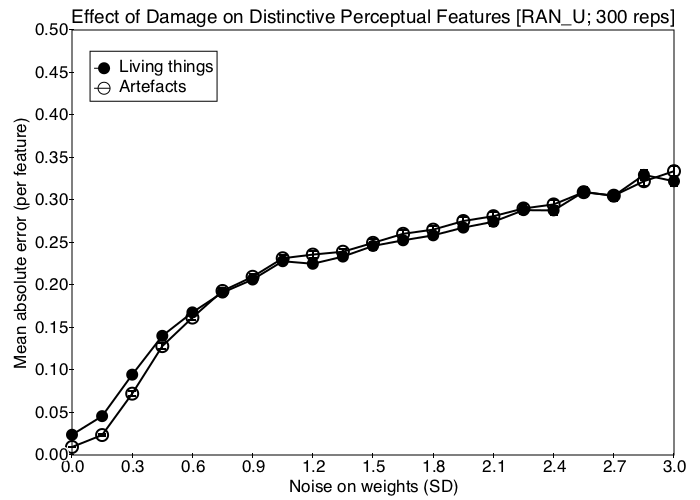 Effect of Damage on Distinctive Perceptual Features [RAN_U; 300 reps]
0.50
0.45
0.40
0.35
0.30
0.25
0.20
0.15
0.10
0.05
0.00
Mean absolute error (per feature)
Living things
Artefacts
0.0 0.3 0.6 0.9 1.2 1.5 1.8 2.1 2.4 2.7 3.0
Noise on weights (SD)